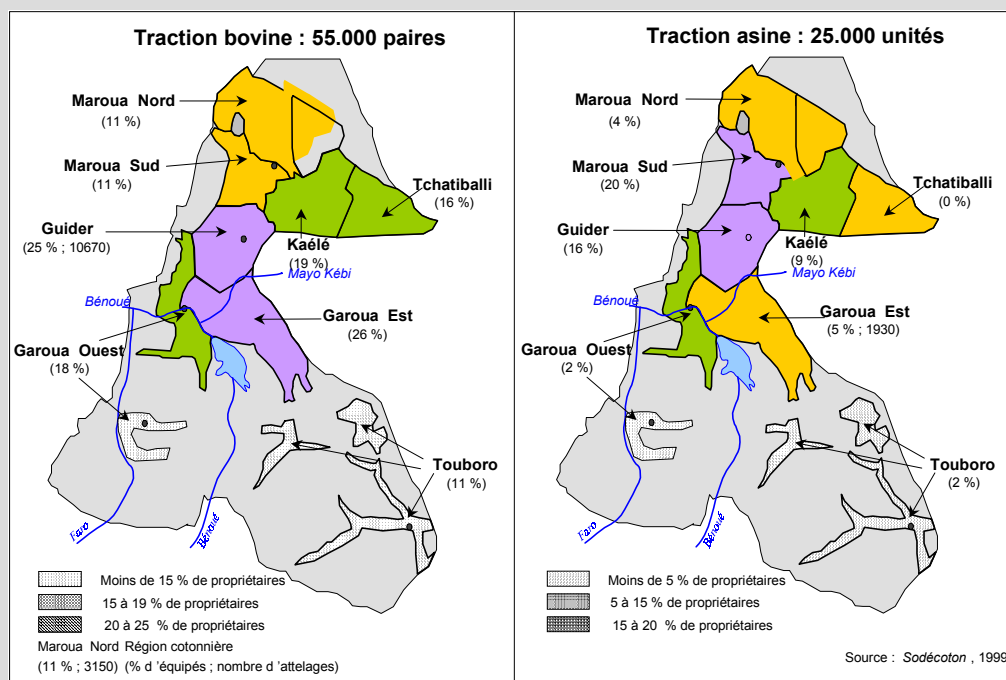 Traction bovine : 55.000 paires
Maroua Nord
(11 %)
Maroua Sud
(11 %)
Tchatiballi
(16 %)
Guider
(25 % ; 10670)
Kaélé
(19 %)
Mayo Kébi
Bénoué
Garoua Est
(26 %)
Garoua Ouest
(18 %)
Touboro
(11 %)
Faro
Bénoué
Moins de 15 % de propriétaires
15 à 19 % de propriétaires
20 à 25 % de propriétaires
Maroua Nord Région cotonnière
(11 % ; 3150) (% d 'équipés ; nombre d 'attelages)
Traction asine : 25.000 unités
Maroua Nord
(4 %)
Maroua Sud
(20 %)
Tchatiballi
(0 %)
Guider
(16 %)
Kaélé
(9 %)
Mayo Kébi
Bénoué
Garoua Est
(5 % ; 1930)
Garoua Ouest
(2 %)
Touboro
(2 %)
Faro
Bénoué
Moins de 5 % de propriétaires
5 à 15 % de propriétaires
15 à 20 % de propriétaires
Source : Sodécoton , 1999